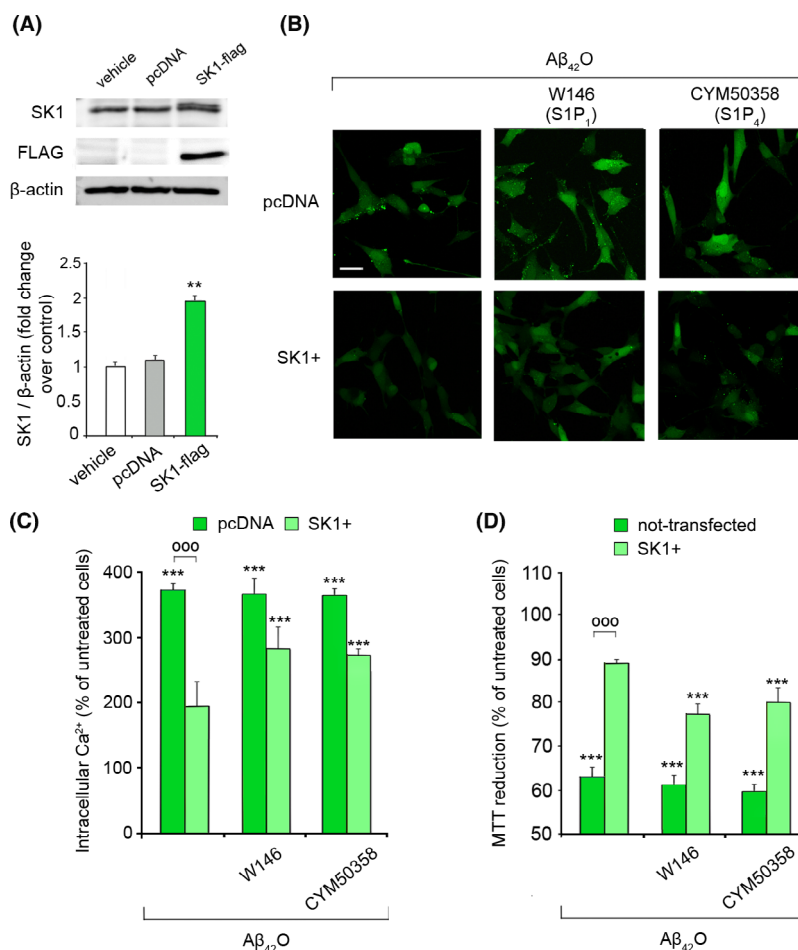 (A)
vehicle
pcDNA
SK1-flag
SK1
FLAG
β-actin
SK1 / β-actin (fold change
over control)
2.5
2
1.5
1
0.5
0
**
vehicle
pcDNA
SK1-flag
(B)
Aβ₄₂O
W146
(S1P₁)
CYM50358
(S1P₄)
pcDNA
SK1+
(C)
pcDNA
SK1+
Intracellular Ca²⁺ (% of untreated cells)
400
300
200
100
0
ooo
***
***
***
***
***
W146
CYM50358
Aβ₄₂O
(D)
not-transfected
SK1+
MTT reduction (% of untreated cells)
110
100
90
80
70
60
50
ooo
***
***
***
***
***
W146
CYM50358
Aβ₄₂O